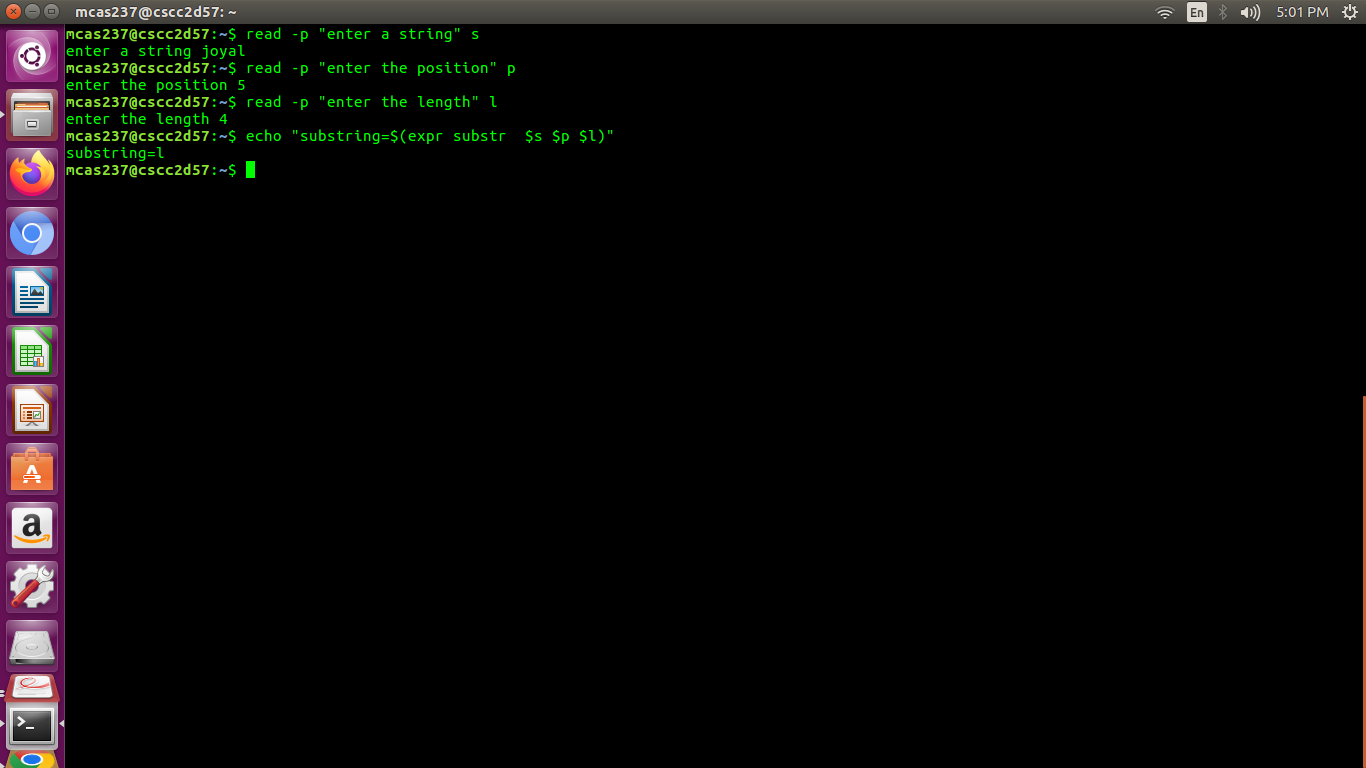 mcas237@cscc2d57: ~
En
5:01 PM
mcas237@cscc2d57:~$ read -p "enter a string" s
enter a string joyal
mcas237@cscc2d57:~$ read -p "enter the position" p
enter the position 5
mcas237@cscc2d57:~$ read -p "enter the length" l
enter the length 4
mcas237@cscc2d57:~$ echo "substring=$(expr substr  $s $p $l)"
substring=l
mcas237@cscc2d57:~$